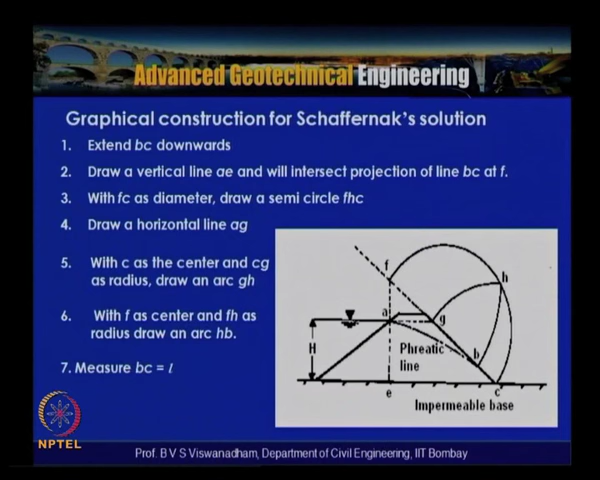 Advanced Geotechnical Engineering
Graphical construction for Schaffernak's solution
1. Extend bc downwards
2. Draw a vertical line ae and will intersect projection of line bc at f.
3. With fc as diameter, draw a semi circle fhc
4. Draw a horizontal line ag
5. With c as the center and cg
as radius, draw an arc gh
6. With f as center and fh as
radius draw an arc hb.
7. Measure bc = l
f
h
a
g
H
Phreatic
line
b
e
c
Impermeable base
NPTEL
Prof. B V S Viswanadham, Department of Civil Engineering, IIT Bombay